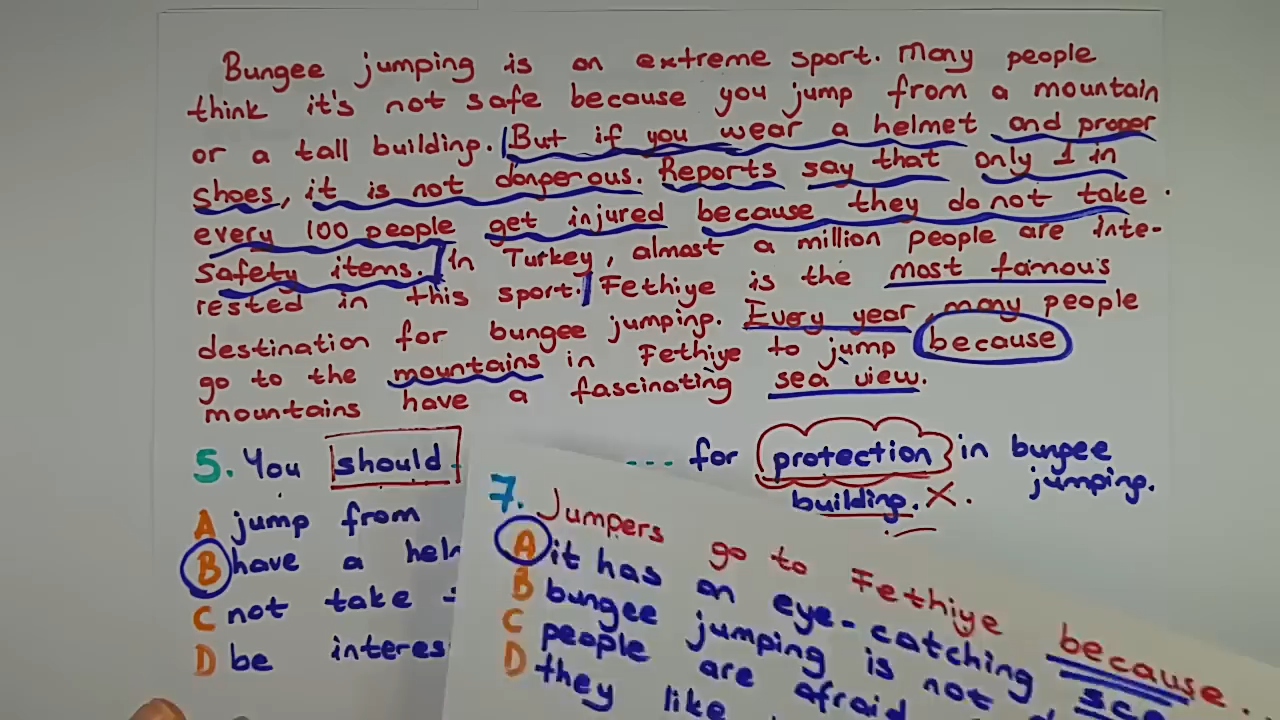 Bungee jumping is an extreme sport. Many people
think it's not safe because you jump from a mountain
or a tall building. But if you wear a helmet and proper
shoes, it is not dangerous. Reports say that only 1 in
every 100 people get injured because they do not take
safety items. In Turkey, almost a million people are inte-
rested in this sport. Fethiye is the most famous
destination for bungee jumping. Every year, many people
go to the mountains in Fethiye to jump because
mountains have a fascinating sea view.
5. You should ... for protection in bungee
jumping.
A jump from
building. X.
B have a
C not take
D be
7. Jumpers go to Fethiye because...
A it has an eye-catching
B bungee jumping is not
C people are afraid
D they like